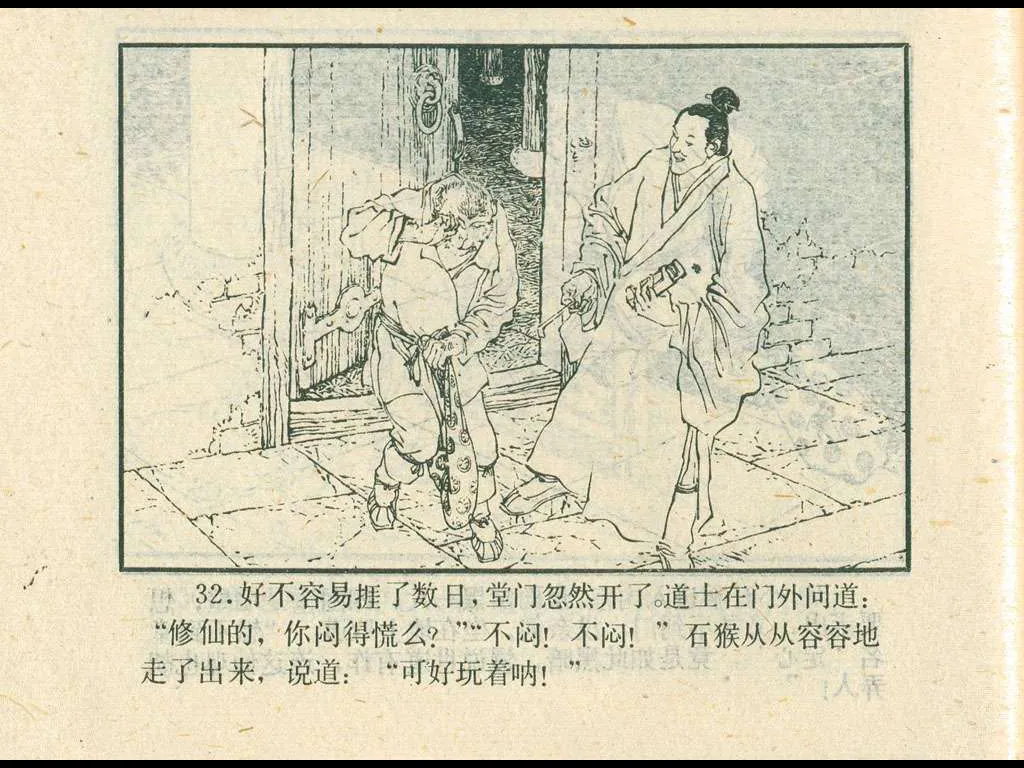 32.好不容易捱了数日，堂门忽然开了。道士在门外问道：
“修仙的，你闷得慌么？”“不闷！不闷！”石猴从从容容地
走了出来，说道：“可好玩着呐！”